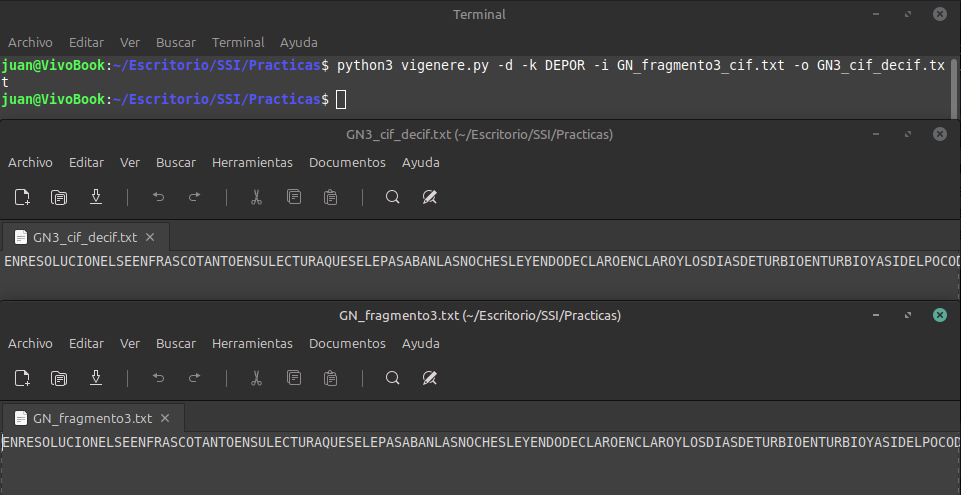 Terminal
Archivo Editar Ver Buscar Terminal Ayuda
juan@VivoBook:~/Escritorio/SSI/Practicas$ python3 vigenere.py -d -k DEPOR -i GN_fragmento3_cif.txt -o GN3_cif_decif.tx
t
juan@VivoBook:~/Escritorio/SSI/Practicas$
GN3_cif_decif.txt (~/Escritorio/SSI/Practicas)
Archivo Editar Ver Buscar Herramientas Documentos Ayuda
GN3_cif_decif.txt
ENRESOLUCIONELSEENFRASCOTANTOENSULECTURAQUESELEPASABANLASNOCHESLEYENDODECLAROENCLAROYLOSDIASDETURBIOENTURBIOYASIDELPOCOD
GN_fragmento3.txt (~/Escritorio/SSI/Practicas)
Archivo Editar Ver Buscar Herramientas Documentos Ayuda
GN_fragmento3.txt
ENRESOLUCIONELSEENFRASCOTANTOENSULECTURAQUESELEPASABANLASNOCHESLEYENDODECLAROENCLAROYLOSDIASDETURBIOENTURBIOYASIDELPOCOD